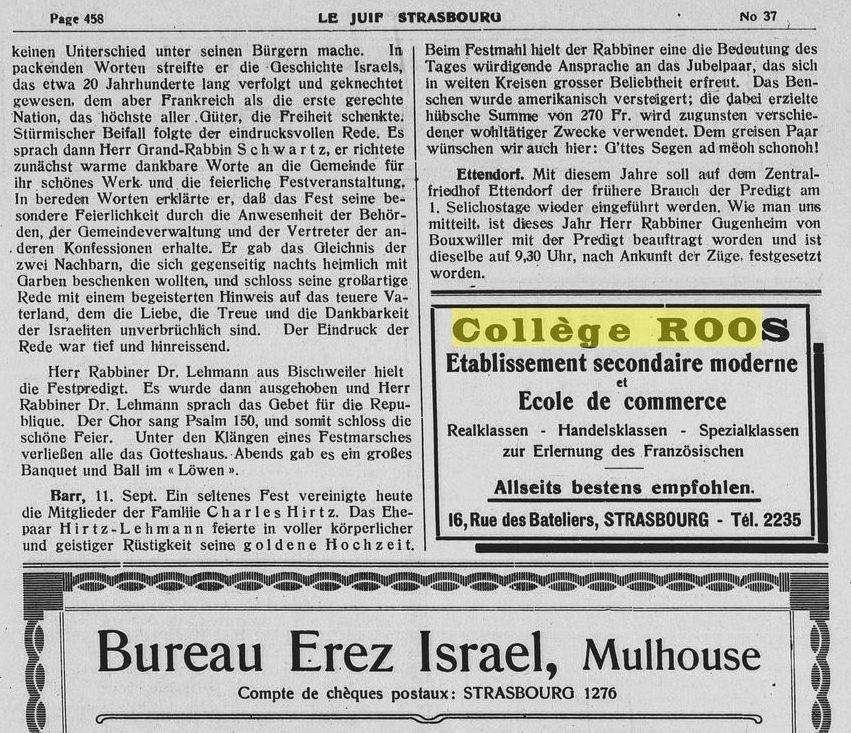 Page 458
LE JUIF STRASBOURG
No 37
keinen Unterschied unter seinen Bürgern mache. In
packenden Worten streifte er die Geschichte Israels,
das etwa 20 Jahrhunderte lang verfolgt und geknechtet
gewesen, dem aber Frankreich als die erste gerechte
Nation, das höchste aller Güter, die Freiheit schenkte.
Stürmischer Beifall folgte der eindrucksvollen Rede. Es
sprach dann Herr Grand-Rabbin Schwartz, er richtete
zunächst warme dankbare Worte an die Gemeinde für
ihr schönes Werk und die feierliche Festveranstaltung.
In bereden Worten erklärte er, daß das Fest seine be-
sondere Feierlichkeit durch die Anwesenheit der Behör-
den, der Gemeindeverwaltung und der Vertreter der an-
deren Konfessionen erhalte. Er gab das Gleichnis der
zwei Nachbarn, die sich gegenseitig nachts heimlich mit
Garben beschenken wollten, und schloss seine großartige
Rede mit einem begeisterten Hinweis auf das teuere Va-
terland, dem die Liebe, die Treue und die Dankbarkeit
der Israeliten unverbrüchlich sind. Der Eindruck der
Rede war tief und hinreissend.
Herr Rabbiner Dr. Lehmann aus Bischweiler hielt
die Festpredigt. Es wurde dann ausgehoben und Herr
Rabbiner Dr. Lehmann sprach das Gebet für die Repu-
blique. Der Chor sang Psalm 150, und somit schloss die
schöne Feier. Unter den Klängen eines Festmarsches
verließen alle das Gotteshaus. Abends gab es ein großes
Banquet und Ball im « Löwen ».
Barr, 11. Sept. Ein seltenes Fest vereinigte heute
die Mitglieder der Famliie Charles Hirtz. Das Ehe-
paar Hirtz-Lehmann feierte in voller körperlicher
und geistiger Rüstigkeit seine goldene Hochzeit.
Beim Festmahl hielt der Rabbiner eine die Bedeutung des
Tages würdigende Ansprache an das Jubelpaar, das sich
in weiten Kreisen grosser Beliebtheit erfreut. Das Ben-
schen wurde amerikanisch versteigert; die dabei erzielte
hübsche Summe von 270 Fr. wird zugunsten verschie-
dener wohltätiger Zwecke verwendet. Dem greisen Paar
wünschen wir auch hier: G'ttes Segen ad mëoh schonoh!
Ettendorf. Mit diesem Jahre soll auf dem Zentral-
friedhof Ettendorf der frühere Brauch der Predigt am
1. Selichostage wieder eingeführt werden. Wie man uns
mitteilt, ist dieses Jahr Herr Rabbiner Gugenheim von
Bouxwiller mit der Predigt beauftragt worden und ist
dieselbe auf 9,30 Uhr, nach Ankunft der Züge, festgesetzt
worden.
Collège ROOS
Etablissement secondaire moderne
et
Ecole de commerce
Realklassen - Handelsklassen - Spezialklassen
zur Erlernung des Französischen
Allseits bestens empfohlen.
16, Rue des Bateliers, STRASBOURG - Tél. 2235
Bureau Erez Israel, Mulhouse
Compte de chèques postaux: STRASBOURG 1276